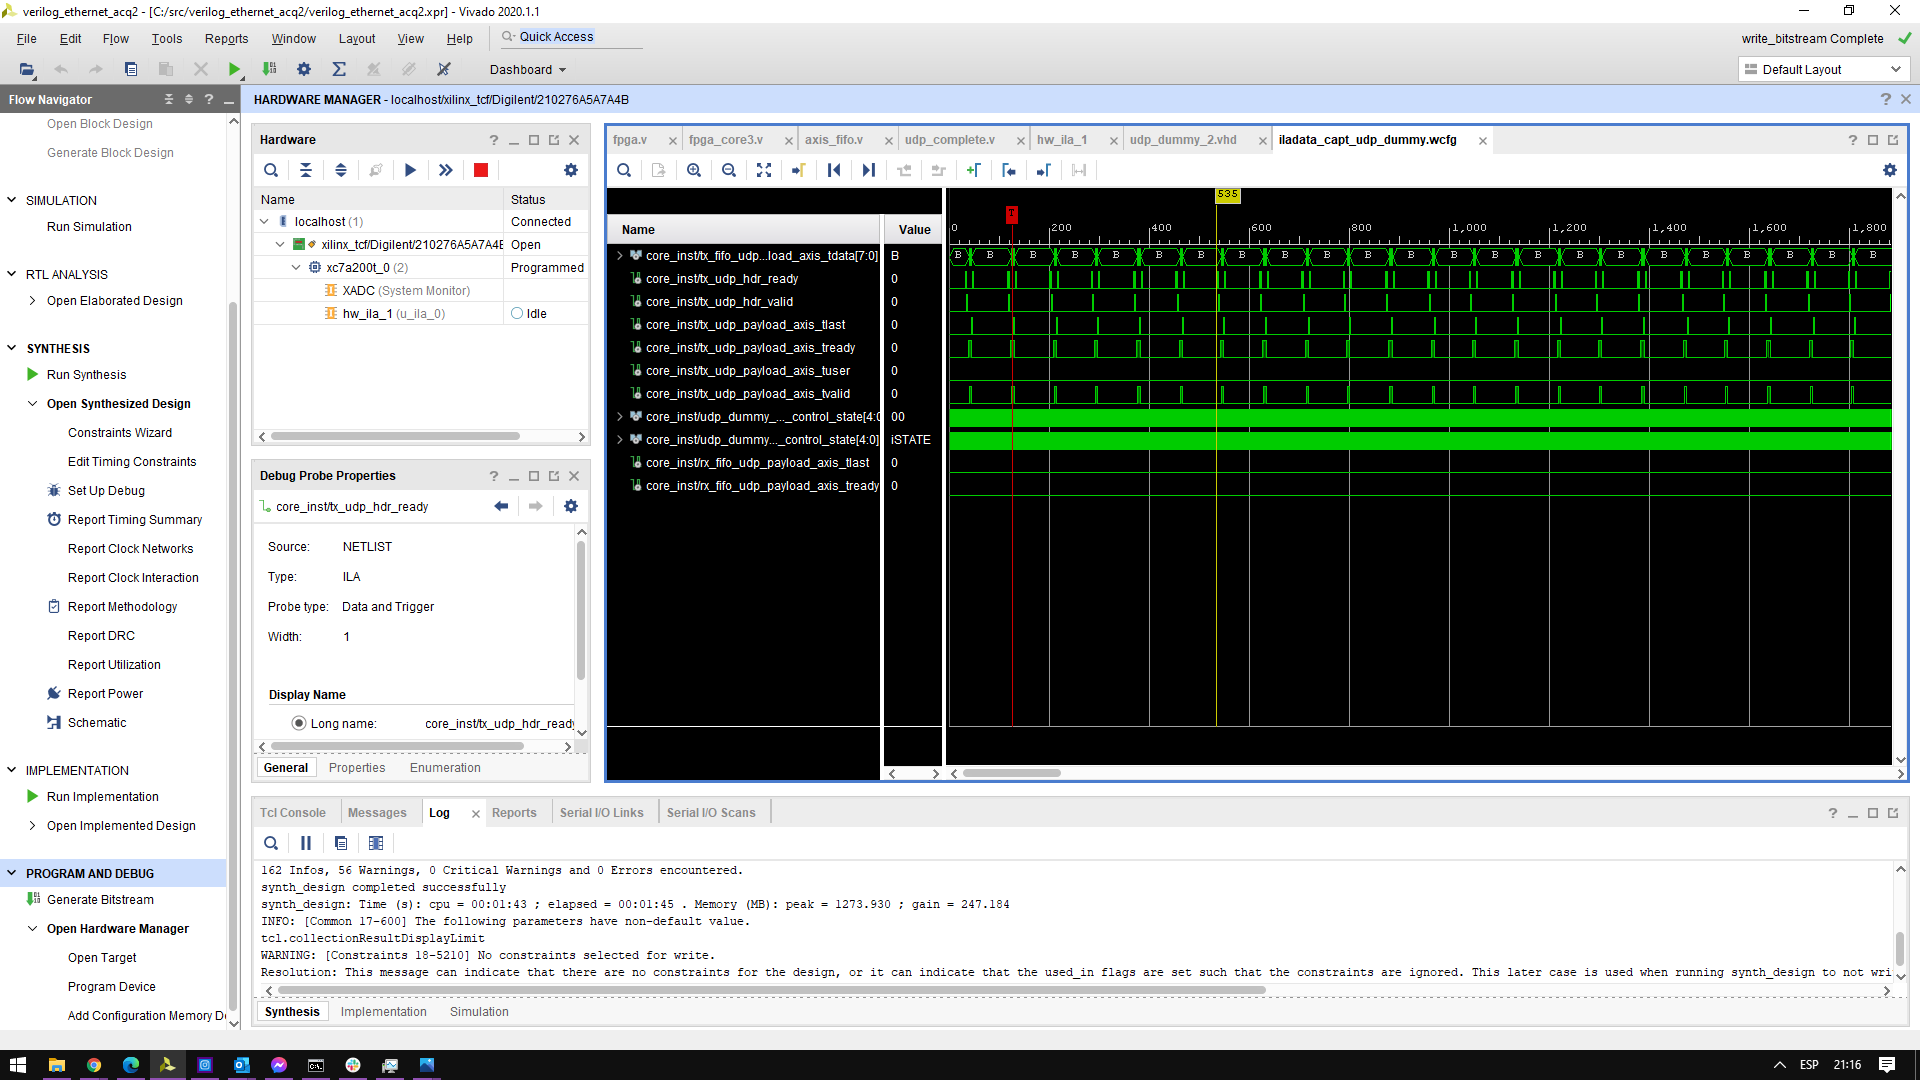 verilog_ethernet_acq2 - [C:/src/verilog_ethernet_acq2/verilog_ethernet_acq2.xpr] - Vivado 2020.1.1
File Edit Flow Tools Reports Window Layout View Help Quick Access
write_bitstream Complete
Dashboard
Default Layout
Flow Navigator
HARDWARE MANAGER - localhost/xilinx_tcf/Digilent/210276A5A7A4B
Open Block Design
Generate Block Design
SIMULATION
Run Simulation
RTL ANALYSIS
Open Elaborated Design
SYNTHESIS
Run Synthesis
Open Synthesized Design
Constraints Wizard
Edit Timing Constraints
Set Up Debug
Report Timing Summary
Report Clock Networks
Report Clock Interaction
Report Methodology
Report DRC
Report Utilization
Report Power
Schematic
IMPLEMENTATION
Run Implementation
Open Implemented Design
PROGRAM AND DEBUG
Generate Bitstream
Open Hardware Manager
Open Target
Program Device
Add Configuration Memory D
Hardware
Name Status
localhost (1) Connected
xilinx_tcf/Digilent/210276A5A7A4B Open
xc7a200t_0 (2) Programmed
XADC (System Monitor)
hw_ila_1 (u_ila_0) Idle
Debug Probe Properties
core_inst/tx_udp_hdr_ready
Source: NETLIST
Type: ILA
Probe type: Data and Trigger
Width: 1
Display Name
Long name: core_inst/tx_udp_hdr_ready
General Properties Enumeration
fpga.v fpga_core3.v axis_fifo.v udp_complete.v hw_ila_1 udp_dummy_2.vhd iladata_capt_udp_dummy.wcfg
535
T
Name Value
0 200 400 600 800 1,000 1,200 1,400 1,600 1,800
core_inst/tx_fifo_udp...load_axis_tdata[7:0] B
B B B B B B B B B B B B B B B B B B B B B B B
core_inst/tx_udp_hdr_ready 0
core_inst/tx_udp_hdr_valid 0
core_inst/tx_udp_payload_axis_tlast 0
core_inst/tx_udp_payload_axis_tready 0
core_inst/tx_udp_payload_axis_tuser 0
core_inst/tx_udp_payload_axis_tvalid 0
core_inst/udp_dummy_..._control_state[4:0 00
core_inst/udp_dummy..._control_state[4:0] iSTATE
core_inst/rx_fifo_udp_payload_axis_tlast 0
core_inst/rx_fifo_udp_payload_axis_tready 0
Tcl Console Messages Log Reports Serial I/O Links Serial I/O Scans
162 Infos, 56 Warnings, 0 Critical Warnings and 0 Errors encountered.
synth_design completed successfully
synth_design: Time (s): cpu = 00:01:43 ; elapsed = 00:01:45 . Memory (MB): peak = 1273.930 ; gain = 247.184
INFO: [Common 17-600] The following parameters have non-default value.
tcl.collectionResultDisplayLimit
WARNING: [Constraints 18-5210] No constraints selected for write.
Resolution: This message can indicate that there are no constraints for the design, or it can indicate that the used_in flags are set such that the constraints are ignored. This later case is used when running synth_design to not wri
Synthesis Implementation Simulation
ESP 21:16